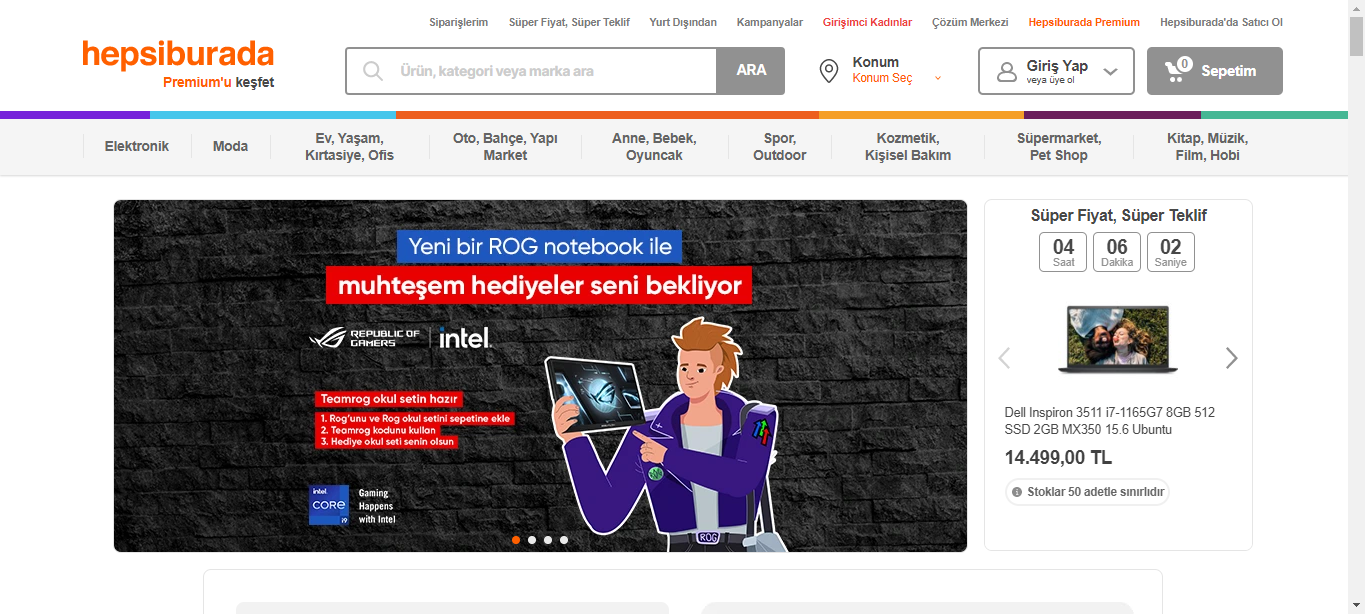 Siparişlerim Süper Fiyat, Süper Teklif Yurt Dışından Kampanyalar Girişimci Kadınlar Çözüm Merkezi Hepsiburada Premium Hepsiburada'da Satıcı Ol
hepsiburada
Premium'u keşfet
Ürün, kategori veya marka ara
ARA
Konum
Konum Seç
Giriş Yap
veya üye ol
0
Sepetim
Elektronik
Moda
Ev, Yaşam,
Kırtasiye, Ofis
Oto, Bahçe, Yapı
Market
Anne, Bebek,
Oyuncak
Spor,
Outdoor
Kozmetik,
Kişisel Bakım
Süpermarket,
Pet Shop
Kitap, Müzik,
Film, Hobi
Yeni bir ROG notebook ile
muhteşem hediyeler seni bekliyor
REPUBLIC OF
GAMERS
intel.
Teamrog okul setin hazır
1. Rog'unu ve Rog okul setini sepetine ekle
2. Teamrog kodunu kullan
3. Hediye okul seti senin olsun
intel
CORE
i9
Gaming
Happens
with Intel
ROG
Süper Fiyat, Süper Teklif
04 06 02
Saat Dakika Saniye
Dell Inspiron 3511 i7-1165G7 8GB 512
SSD 2GB MX350 15.6 Ubuntu
14.499,00 TL
Stoklar 50 adetle sınırlıdır